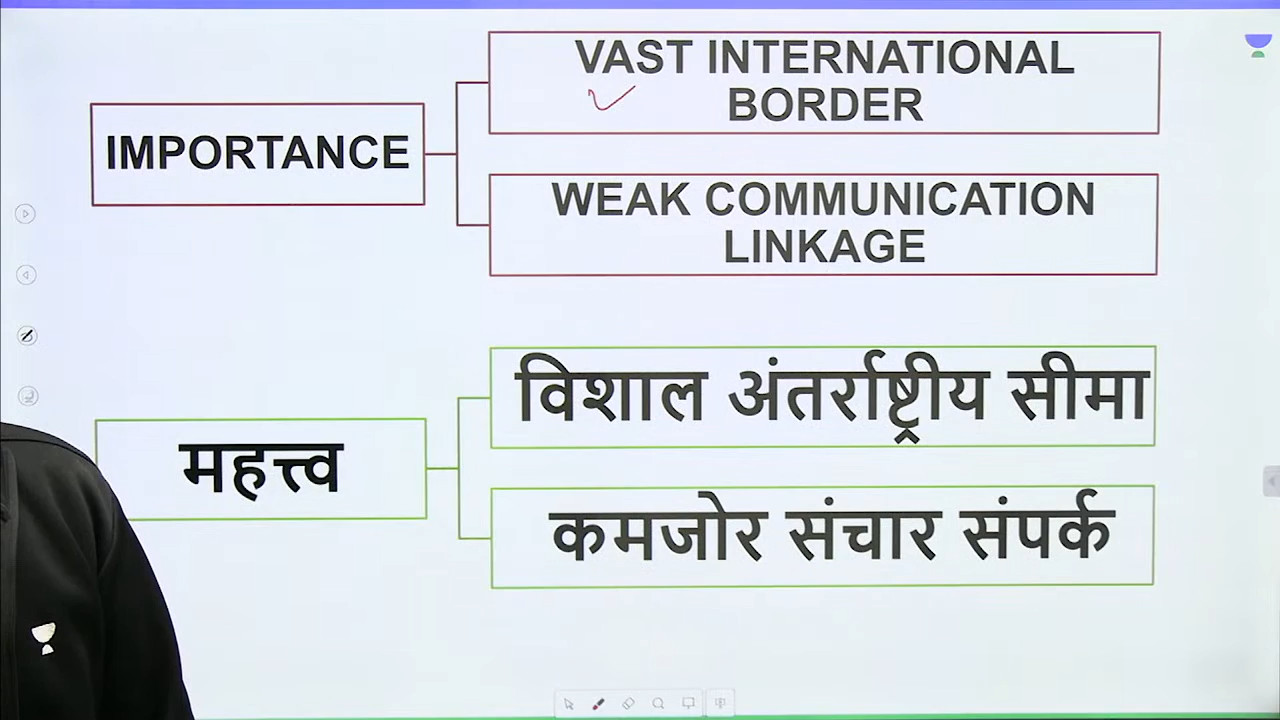 IMPORTANCE
VAST INTERNATIONAL
BORDER
WEAK COMMUNICATION
LINKAGE
महत्त्व
विशाल अंतर्राष्ट्रीय सीमा
कमजोर संचार संपर्क